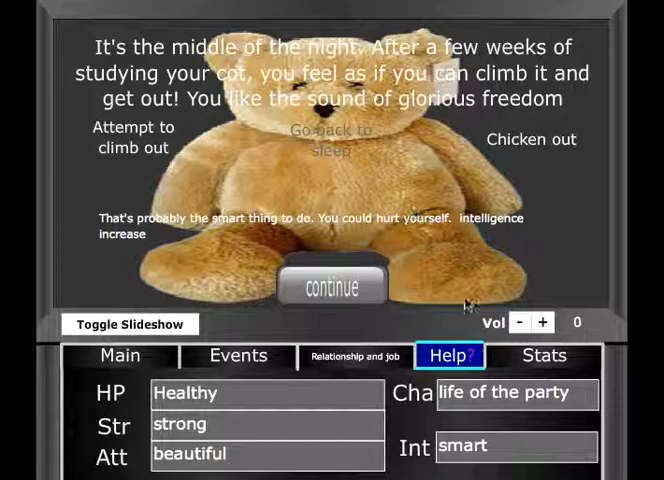 It's the middle of the night. After a few weeks of
studying your cot, you feel as if you can climb it and
get out! You like the sound of glorious freedom
Attempt to
climb out
Go back to
sleep
Chicken out
That's probably the smart thing to do. You could hurt yourself.  intelligence
increase
continue
Toggle Slideshow
Vol - + 0
Main Events Relationship and job Help? Stats
HP Healthy Cha life of the party
Str strong
Att beautiful Int smart